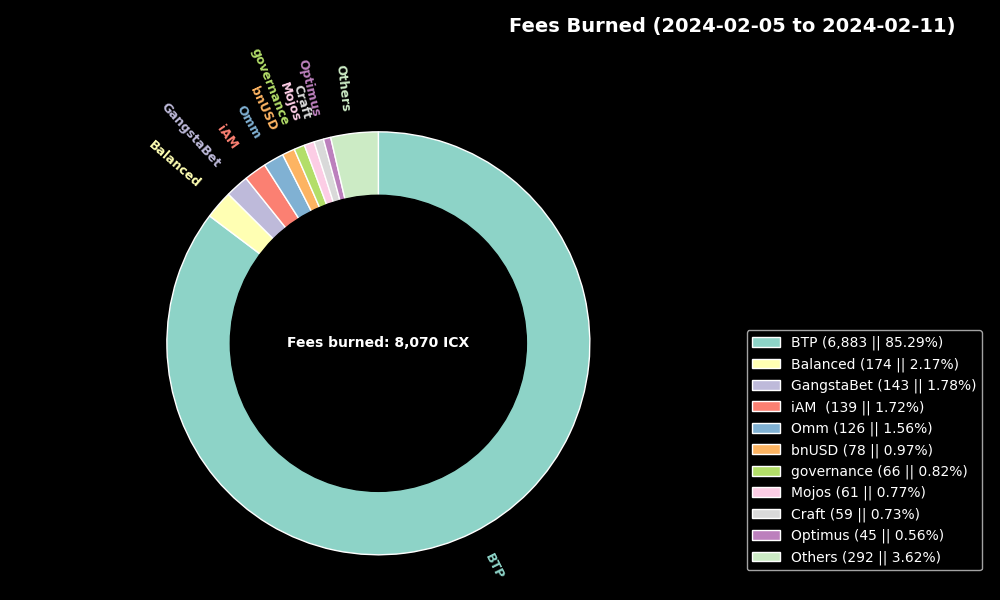 Fees Burned (2024-02-05 to 2024-02-11)
Others
Optimus
Craft
Mojos
governance
bnUSD
Omm
iAM
GangstaBet
Balanced
Fees burned: 8,070 ICX
BTP
BTP (6,883 || 85.29%)
Balanced (174 || 2.17%)
GangstaBet (143 || 1.78%)
iAM  (139 || 1.72%)
Omm (126 || 1.56%)
bnUSD (78 || 0.97%)
governance (66 || 0.82%)
Mojos (61 || 0.77%)
Craft (59 || 0.73%)
Optimus (45 || 0.56%)
Others (292 || 3.62%)